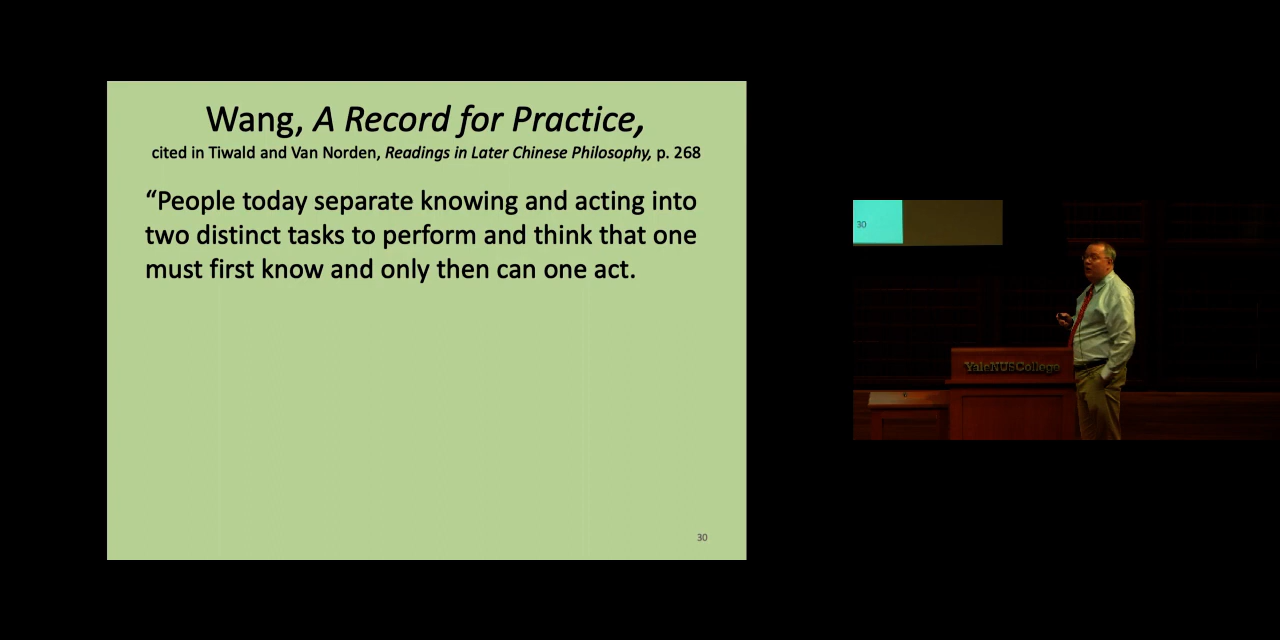 Wang, A Record for Practice,
cited in Tiwald and Van Norden, Readings in Later Chinese Philosophy, p. 268
“People today separate knowing and acting into
two distinct tasks to perform and think that one
must first know and only then can one act.
30
30
YaleNUSCollege